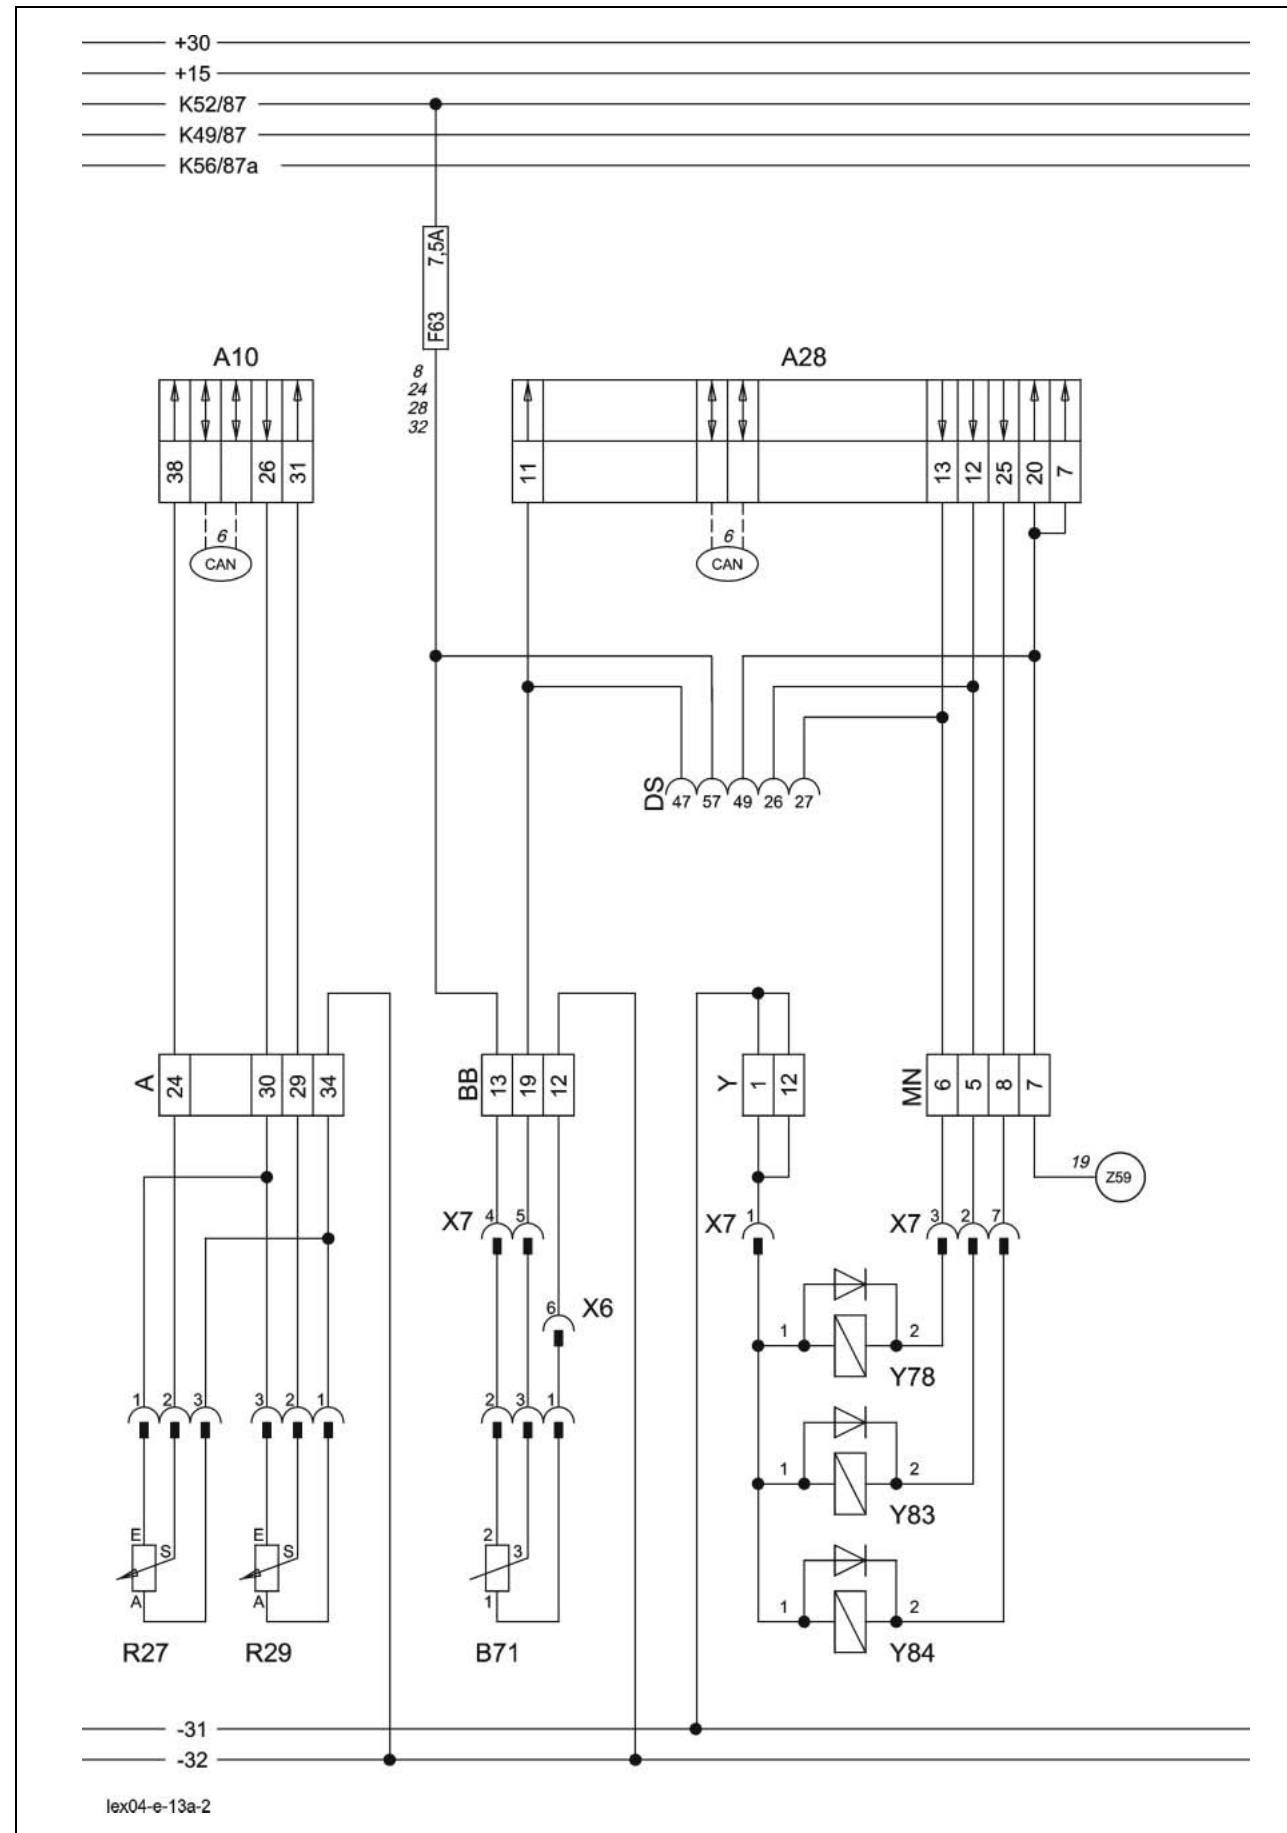 +30
+15
K52/87
K49/87
K56/87a
7,5A
F63
8
24
28
32
A10
A28
38 26 31
11 13 12 25 20 7
6 6
CAN CAN
DS
47 57 49 26 27
A 24 30 29 34
BB 13 19 12
Y 1 12
MN 6 5 8 7
19 Z59
X7 4 5
X7 1
X7 3 2 7
6 X6
1 2 Y78
1 2 3 3 2 1 2 3 1
1 2 Y83
E S A
E S A
2 3 1
1 2 Y84
R27 R29 B71
-31
-32
lex04-e-13a-2